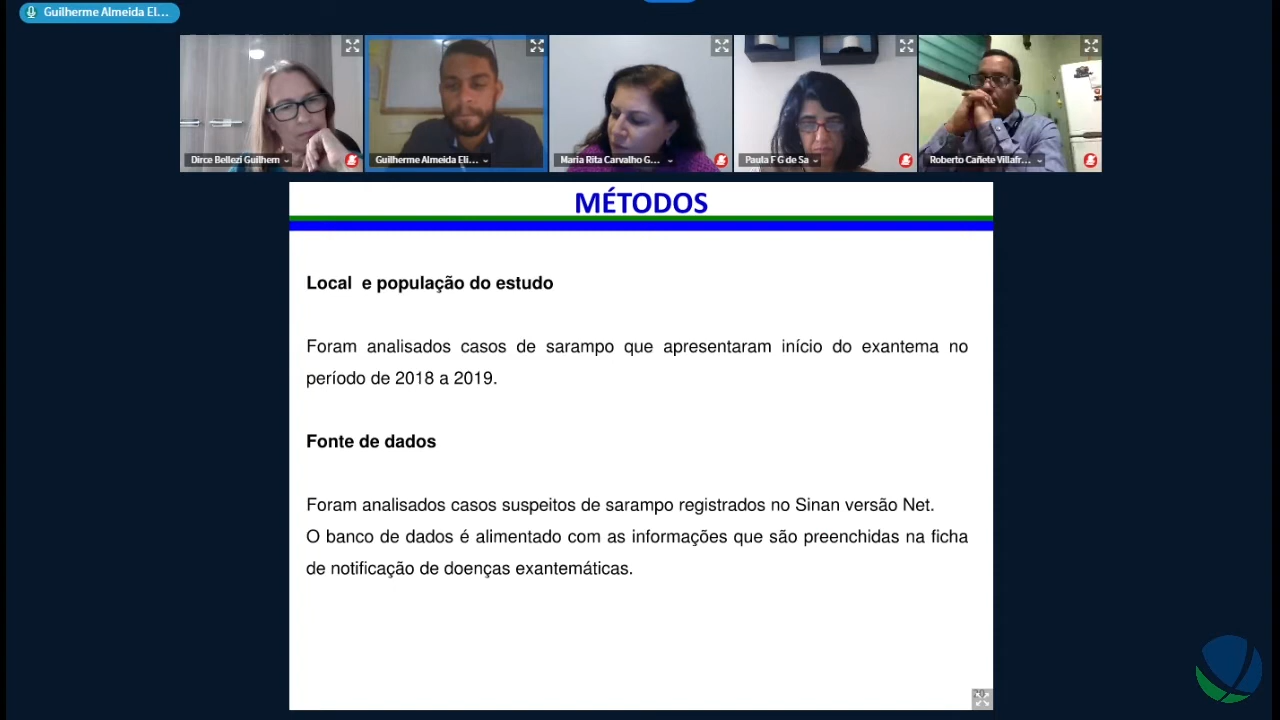 Guilherme Almeida El...
Dirce Bellezi Guilhem
Guilherme Almeida Eli...
Maria Rita Carvalho G...
Paula F G de Sa
Roberto Cañete Villafr...
MÉTODOS
Local e população do estudo
Foram analisados casos de sarampo que apresentaram início do exantema no
período de 2018 a 2019.
Fonte de dados
Foram analisados casos suspeitos de sarampo registrados no Sinan versão Net.
O banco de dados é alimentado com as informações que são preenchidas na ficha
de notificação de doenças exantemáticas.